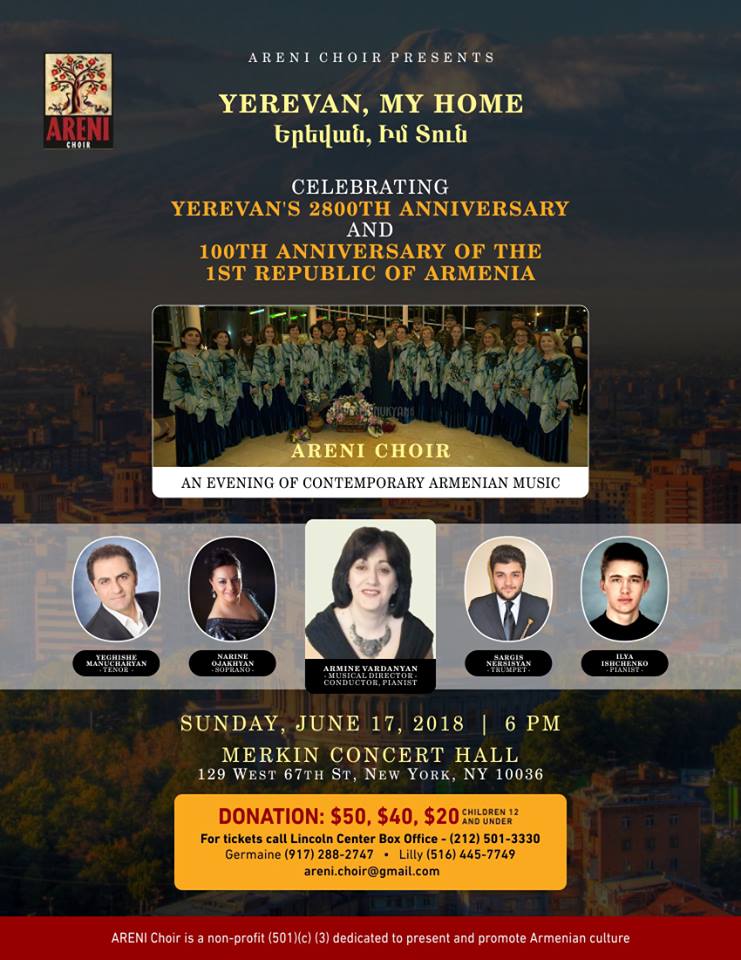 ARENI CHOIR PRESENTS
ARENI
CHOIR
YEREVAN, MY HOME
Երեվան, Իմ Տուն
CELEBRATING
YEREVAN'S 2800TH ANNIVERSARY
AND
100TH ANNIVERSARY OF THE
1ST REPUBLIC OF ARMENIA
ARENI CHOIR
AN EVENING OF CONTEMPORARY ARMENIAN MUSIC
YEGHISHE
MANUCHARYAN
- TENOR -
NARINE
OJAKHYAN
- SOPRANO -
ARMINE VARDANYAN
- MUSICAL DIRECTOR -
CONDUCTOR, PIANIST
SARGIS
NERSISYAN
- TRUMPET -
ILYA
ISHCHENKO
- PIANIST -
SUNDAY, JUNE 17, 2018 | 6 PM
MERKIN CONCERT HALL
129 WEST 67TH ST, NEW YORK, NY 10036
DONATION: $50, $40, $20 CHILDREN 12 AND UNDER
For tickets call Lincoln Center Box Office - (212) 501-3330
Germaine (917) 288-2747 • Lilly (516) 445-7749
areni.choir@gmail.com
ARENI Choir is a non-profit (501)(c) (3) dedicated to present and promote Armenian culture